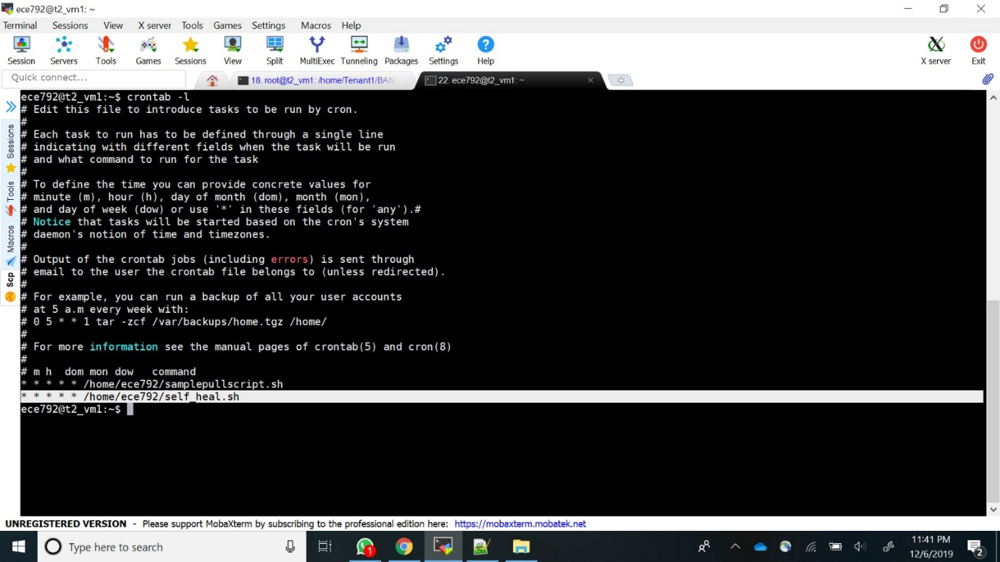 ece792@t2_vm1: ~
Terminal Sessions View X server Tools Games Settings Macros Help
Session Servers Tools Games Sessions View Split MultiExec Tunneling Packages Settings Help X server Exit
Quick connect...
18. root@t2_vm1: /home/Tenant1/BAN
22. ece792@t2_vm1: ~
Sessions
Tools
Macros
Scp
ece792@t2_vm1:~$ crontab -l
# Edit this file to introduce tasks to be run by cron.
#
# Each task to run has to be defined through a single line
# indicating with different fields when the task will be run
# and what command to run for the task
#
# To define the time you can provide concrete values for
# minute (m), hour (h), day of month (dom), month (mon),
# and day of week (dow) or use '*' in these fields (for 'any').#
# Notice that tasks will be started based on the cron's system
# daemon's notion of time and timezones.
#
# Output of the crontab jobs (including errors) is sent through
# email to the user the crontab file belongs to (unless redirected).
#
# For example, you can run a backup of all your user accounts
# at 5 a.m every week with:
# 0 5 * * 1 tar -zcf /var/backups/home.tgz /home/
#
# For more information see the manual pages of crontab(5) and cron(8)
#
# m h  dom mon dow   command
* * * * * /home/ece792/samplepullscript.sh
* * * * * /home/ece792/self_heal.sh
ece792@t2_vm1:~$
UNREGISTERED VERSION - Please support MobaXterm by subscribing to the professional edition here: https://mobaxterm.mobatek.net
Type here to search
1
11:41 PM
12/6/2019
2